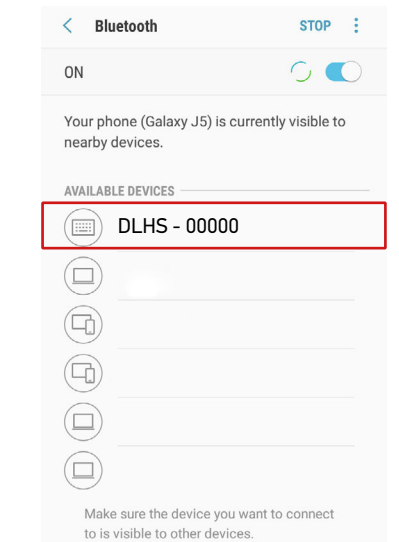 Bluetooth STOP
ON
Your phone (Galaxy J5) is currently visible to
nearby devices.
AVAILABLE DEVICES
DLHS - 00000
Make sure the device you want to connect
to is visible to other devices.